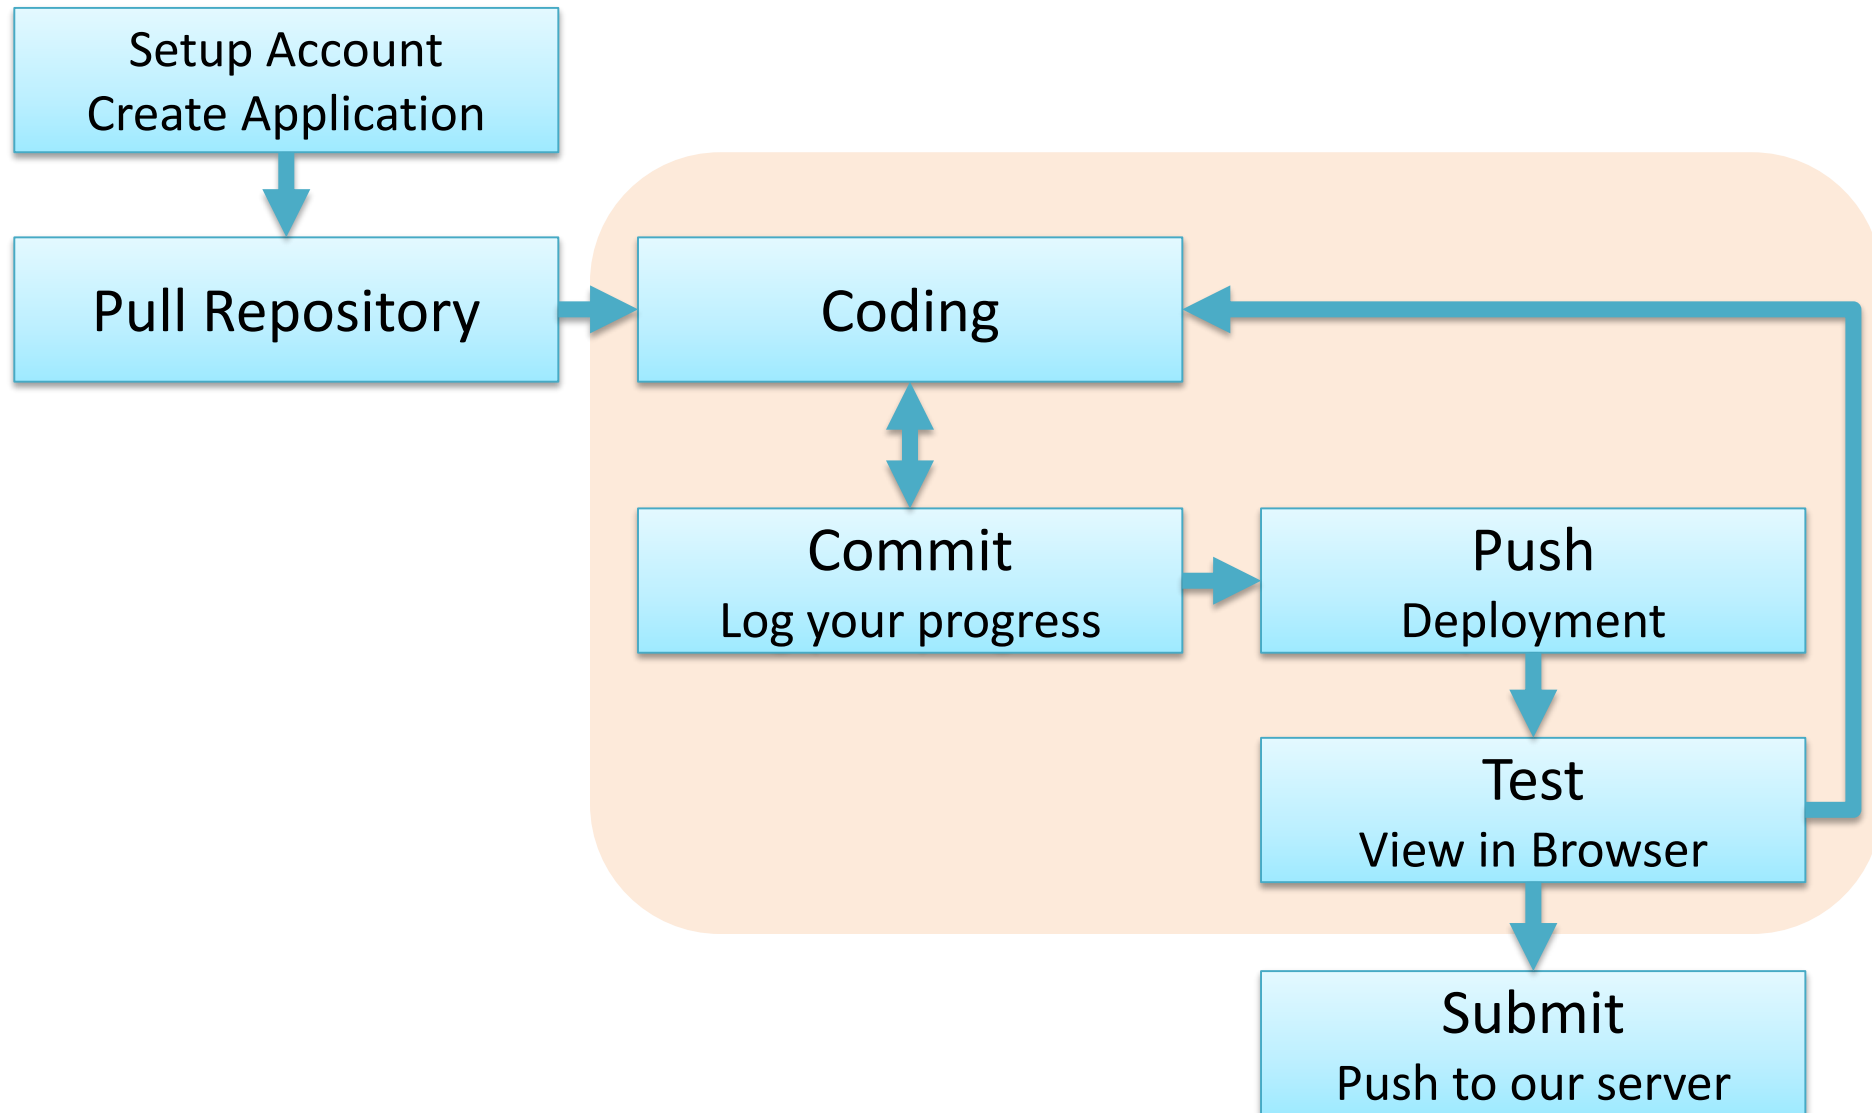 Setup Account
Create Application
Pull Repository
Coding
Commit
Log your progress
Push
Deployment
Test
View in Browser
Submit
Push to our server